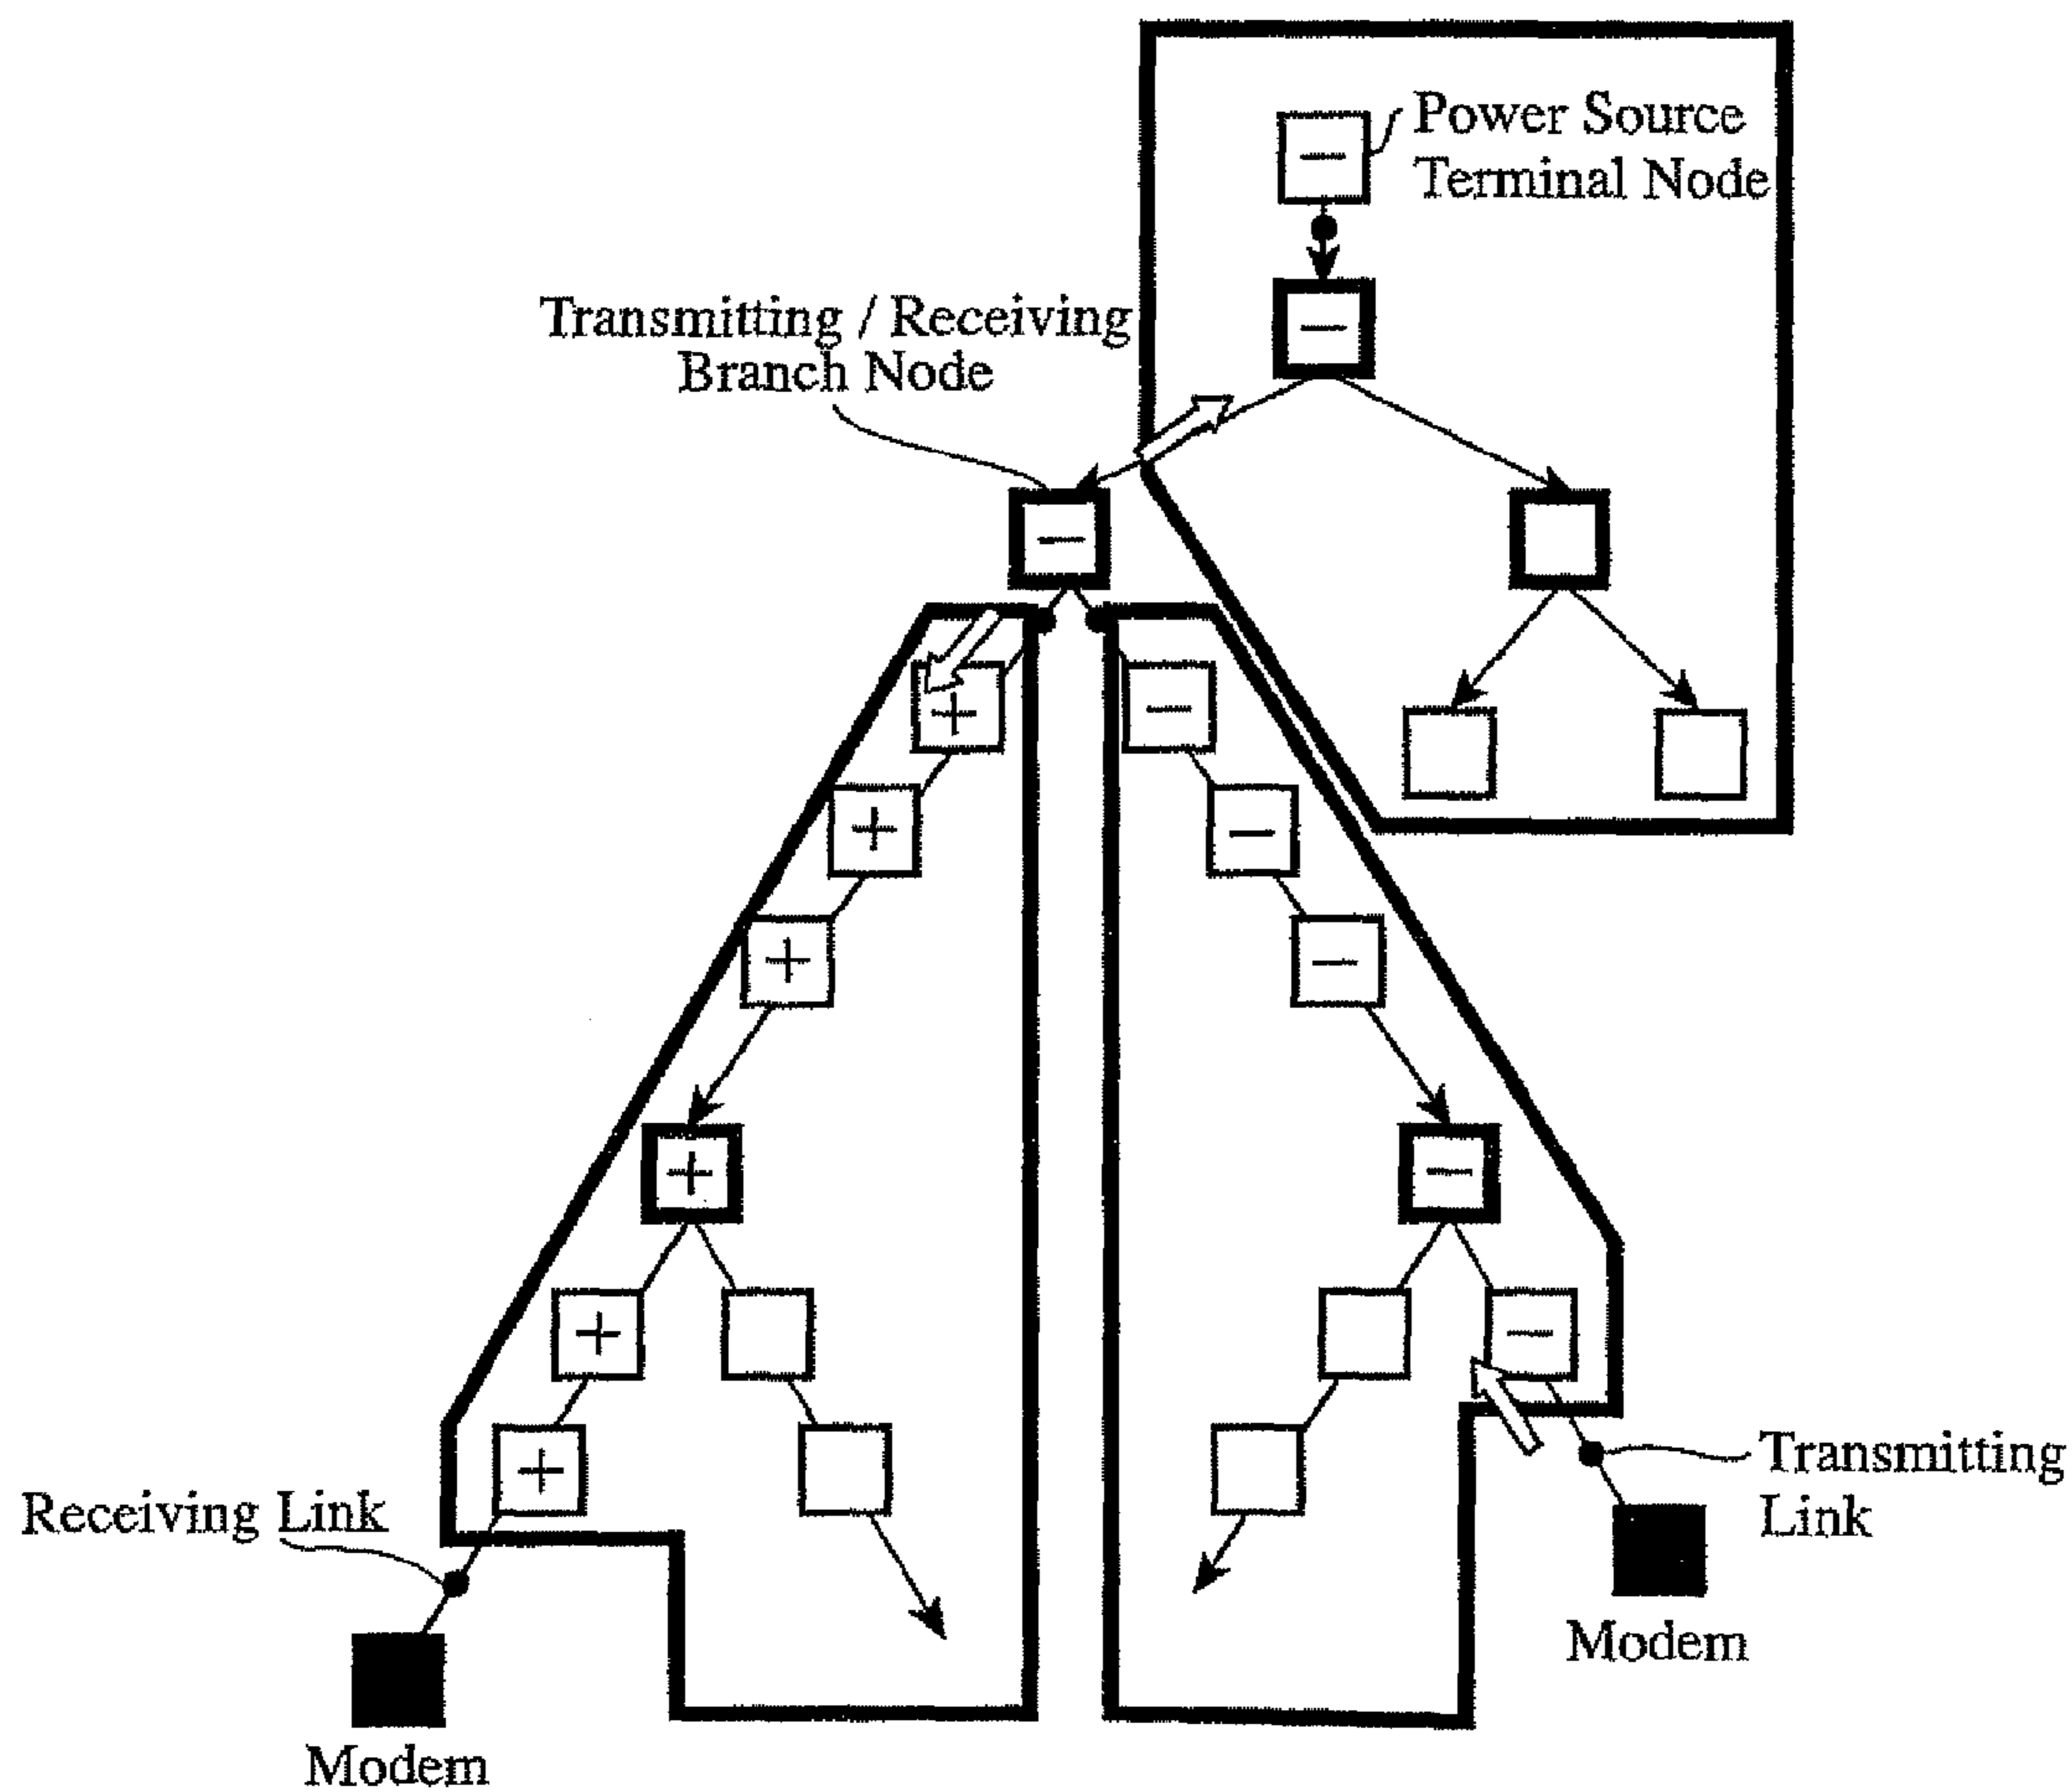 Power Source
Terminal Node
−
−
Transmitting / Receiving
Branch Node
−
+
−
+
−
+
−
+
−
+
−
+
Transmitting
Link
Receiving Link
Modem
Modem